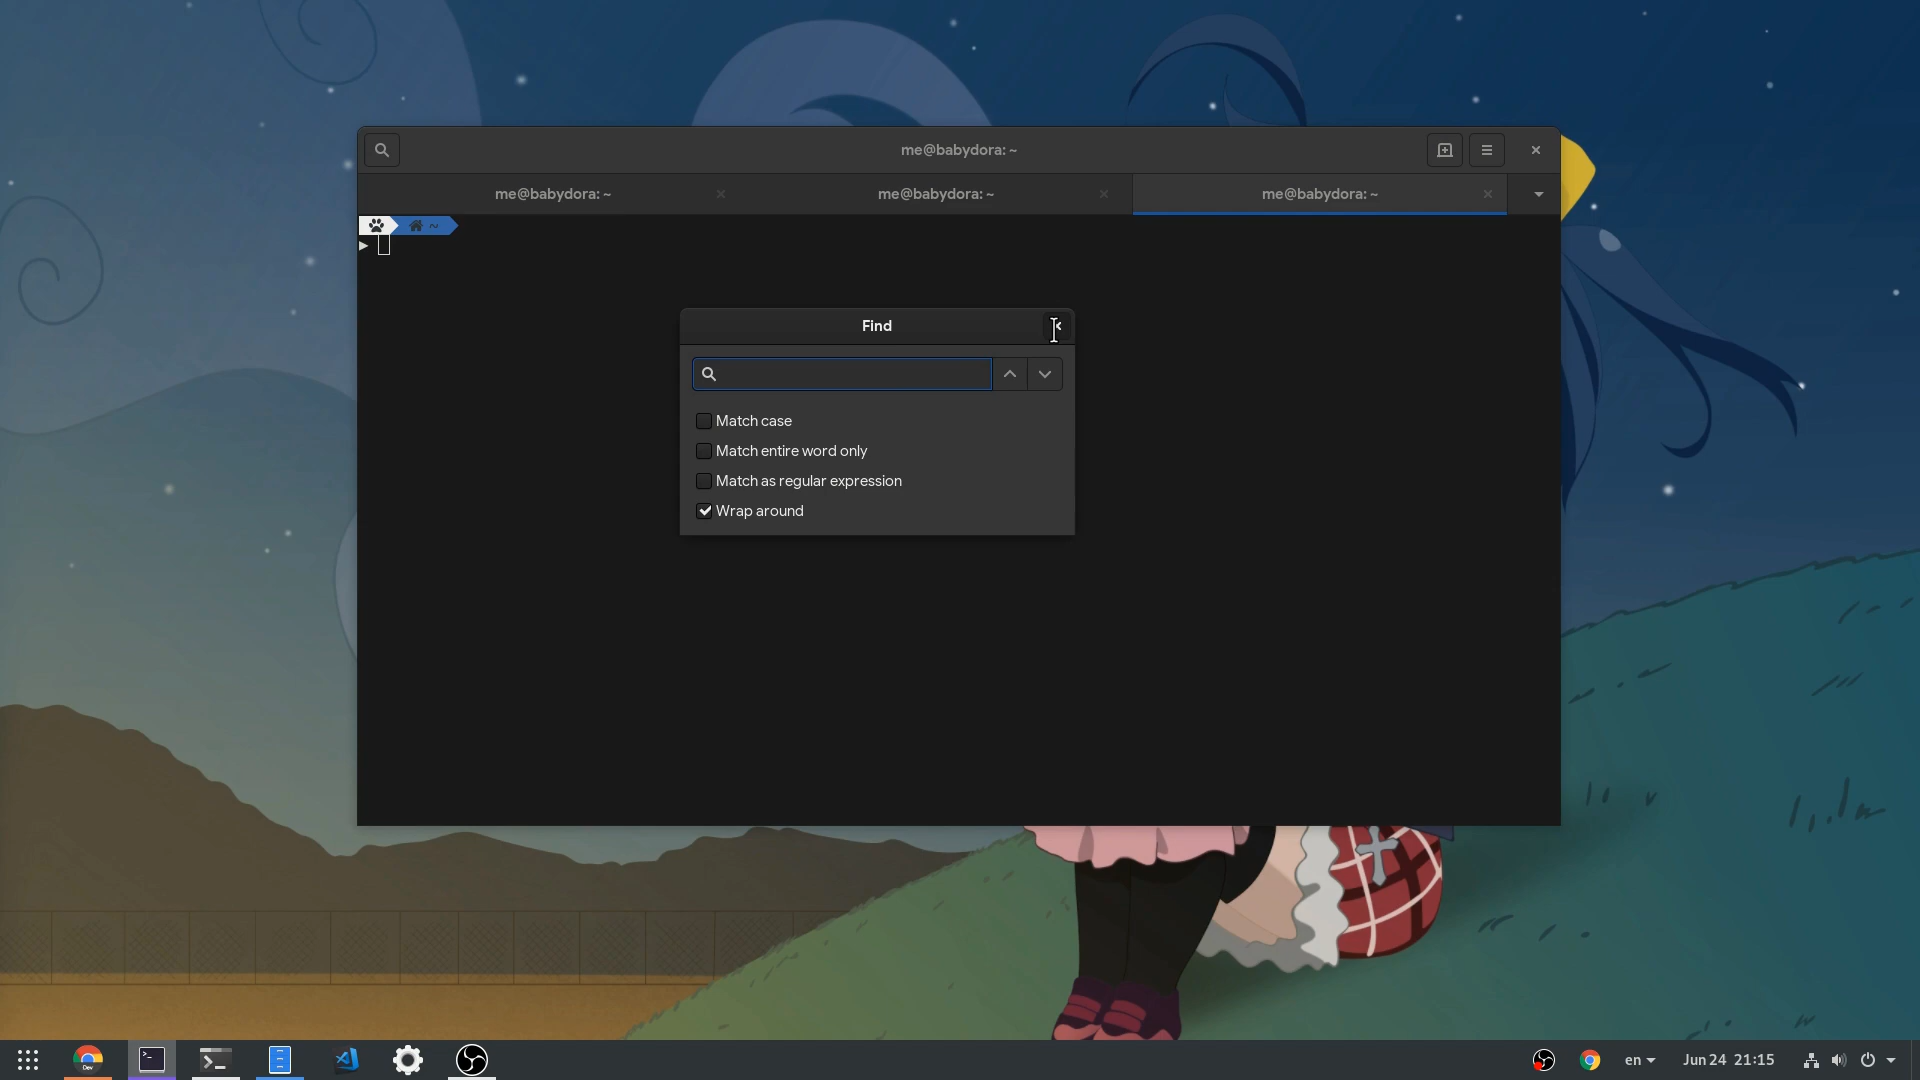 me@babydora: ~
me@babydora: ~
me@babydora: ~
me@babydora: ~
~
Find
Match case
Match entire word only
Match as regular expression
Wrap around
Dev
en
Jun 24 21:15